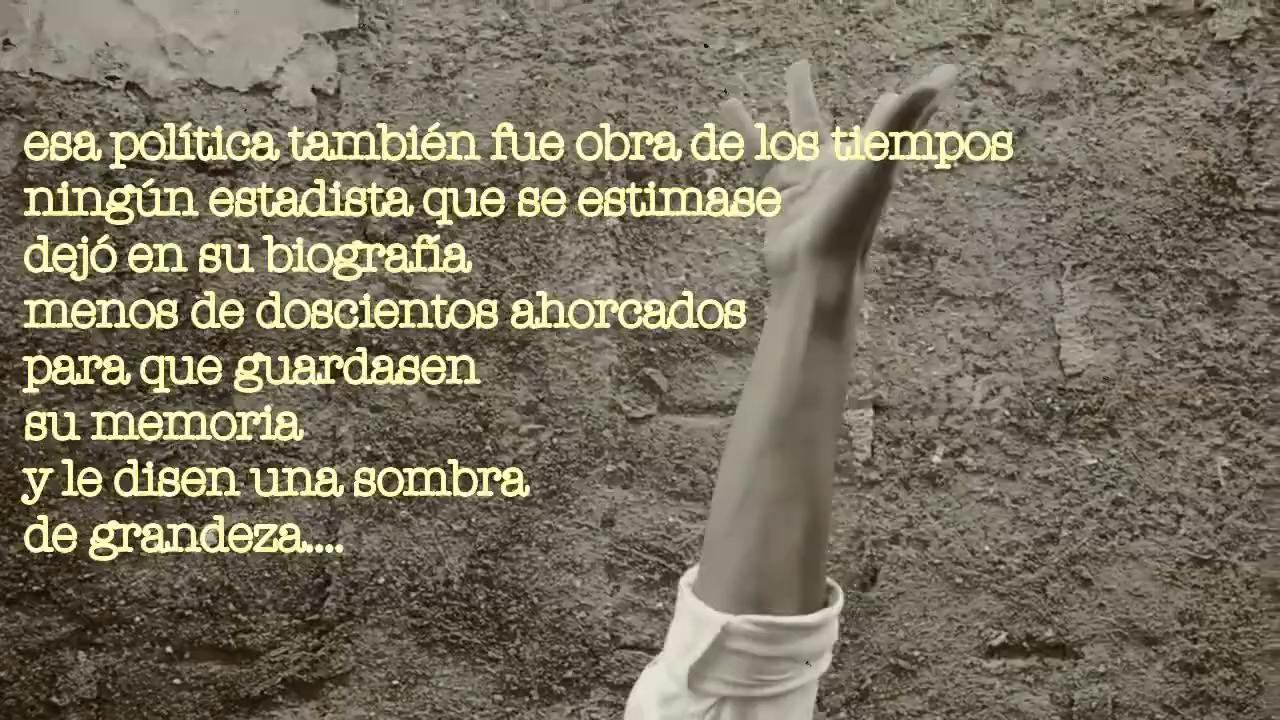 esa política también fue obra de los tiempos
ningún estadista que se estimase
dejó en su biografía
menos de doscientos ahorcados
para que guardasen
su memoria
y le disen una sombra
de grandeza....